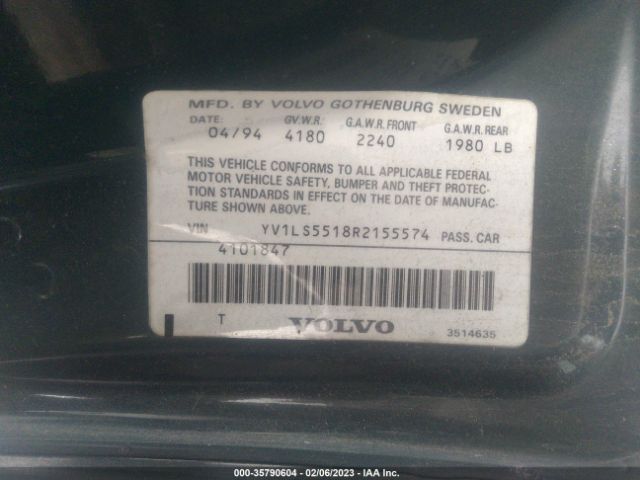 MFD. BY VOLVO GOTHENBURG SWEDEN
DATE: G.V.W.R: G.A.W.R. FRONT G.A.W.R. REAR
04/94 4180 2240 1980 LB
THIS VEHICLE CONFORMS TO ALL APPLICABLE FEDERAL
MOTOR VEHICLE SAFETY, BUMPER AND THEFT PROTEC-
TION STANDARDS IN EFFECT ON THE DATE OF MANUFAC-
TURE SHOWN ABOVE.
VIN YV1LS5518R2155574 PASS. CAR
4101847
T VOLVO 3514635
000-35790604 — 02/06/2023 — IAA Inc.